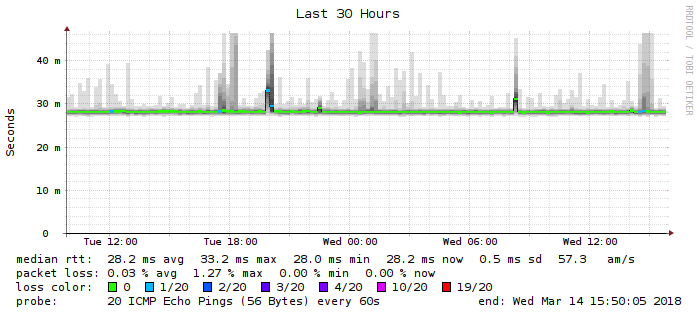 Last 30 Hours
RRDTOOL / TOBI OETIKER
Seconds
40 m
30 m
20 m
10 m
0
Tue 12:00 Tue 18:00 Wed 00:00 Wed 06:00 Wed 12:00
median rtt: 28.2 ms avg 33.2 ms max 28.0 ms min 28.2 ms now 0.5 ms sd 57.3 am/s
packet loss: 0.03 % avg 1.27 % max 0.00 % min 0.00 % now
loss color: 0 1/20 2/20 3/20 4/20 10/20 19/20
probe: 20 ICMP Echo Pings (56 Bytes) every 60s end: Wed Mar 14 15:50:05 2018